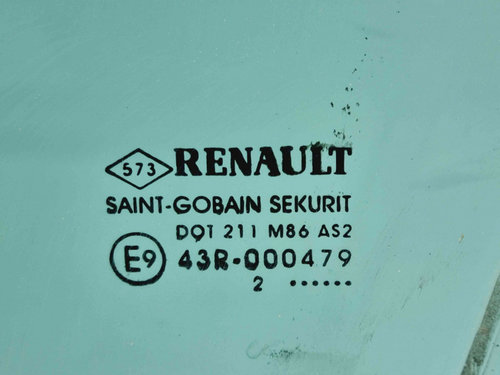 573 RENAULT
SAINT-GOBAIN SEKURIT
DOT 211 M86 AS2
E9 43R-000479
2 ......